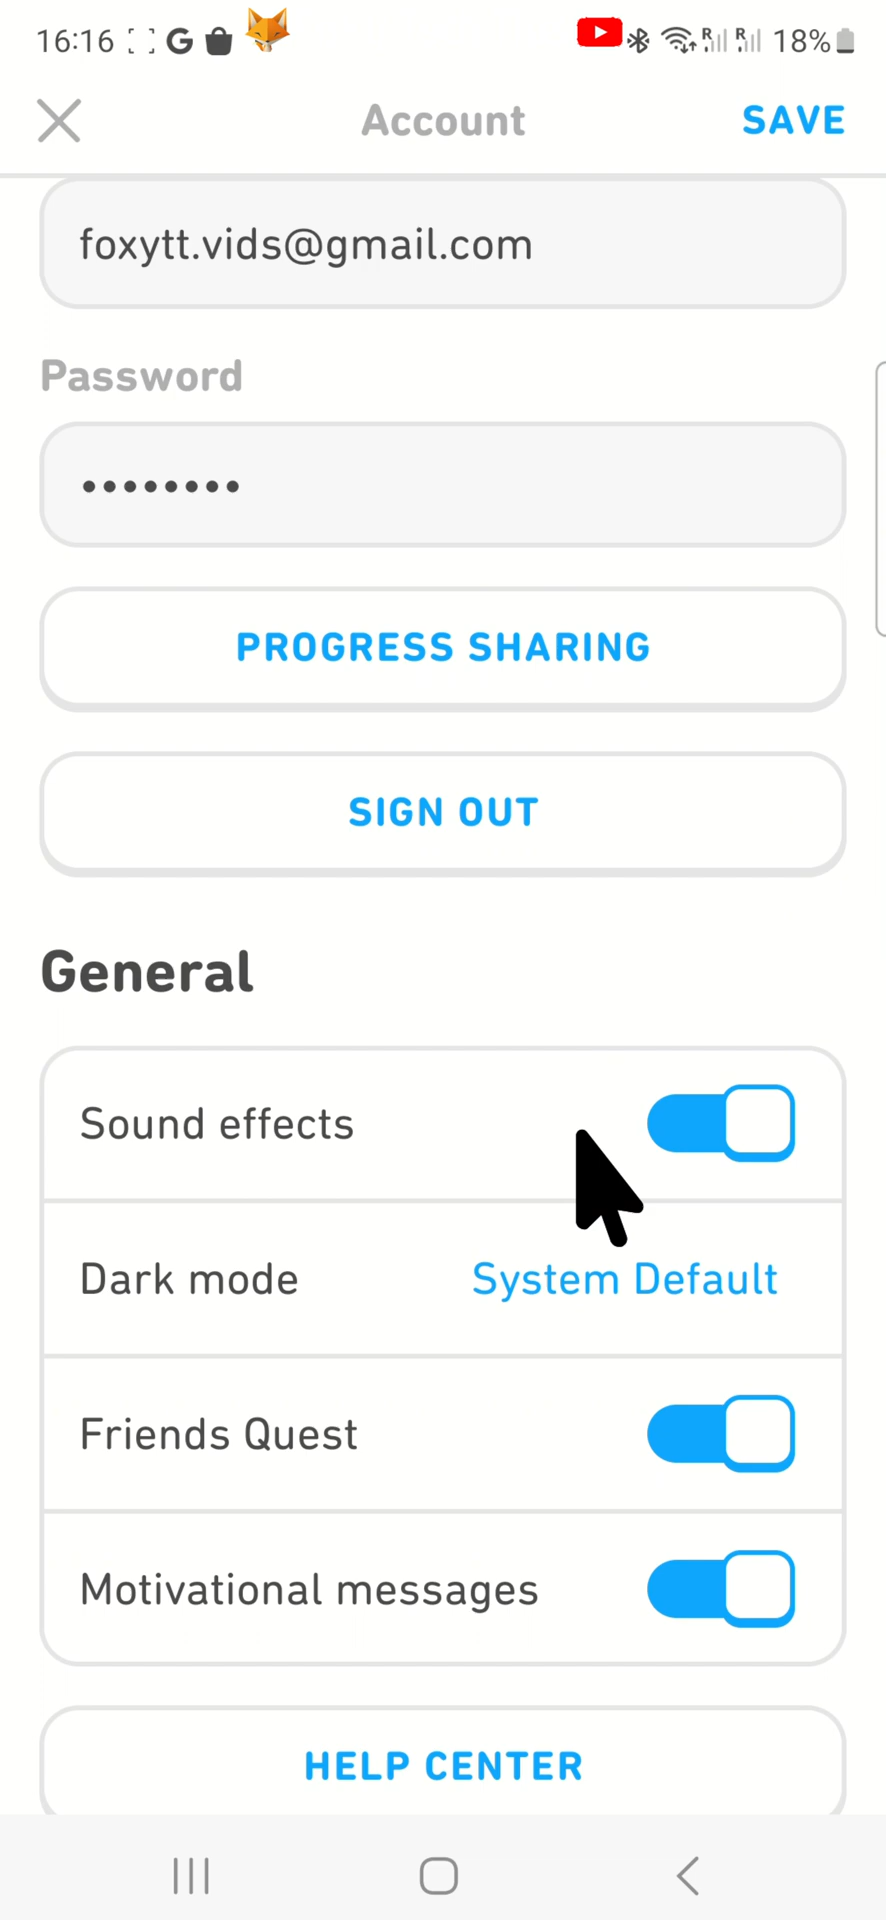 16:16 G R R 18%
Account SAVE
foxytt.vids@gmail.com
Password
••••••••
PROGRESS SHARING
SIGN OUT
General
Sound effects
Dark mode System Default
Friends Quest
Motivational messages
HELP CENTER